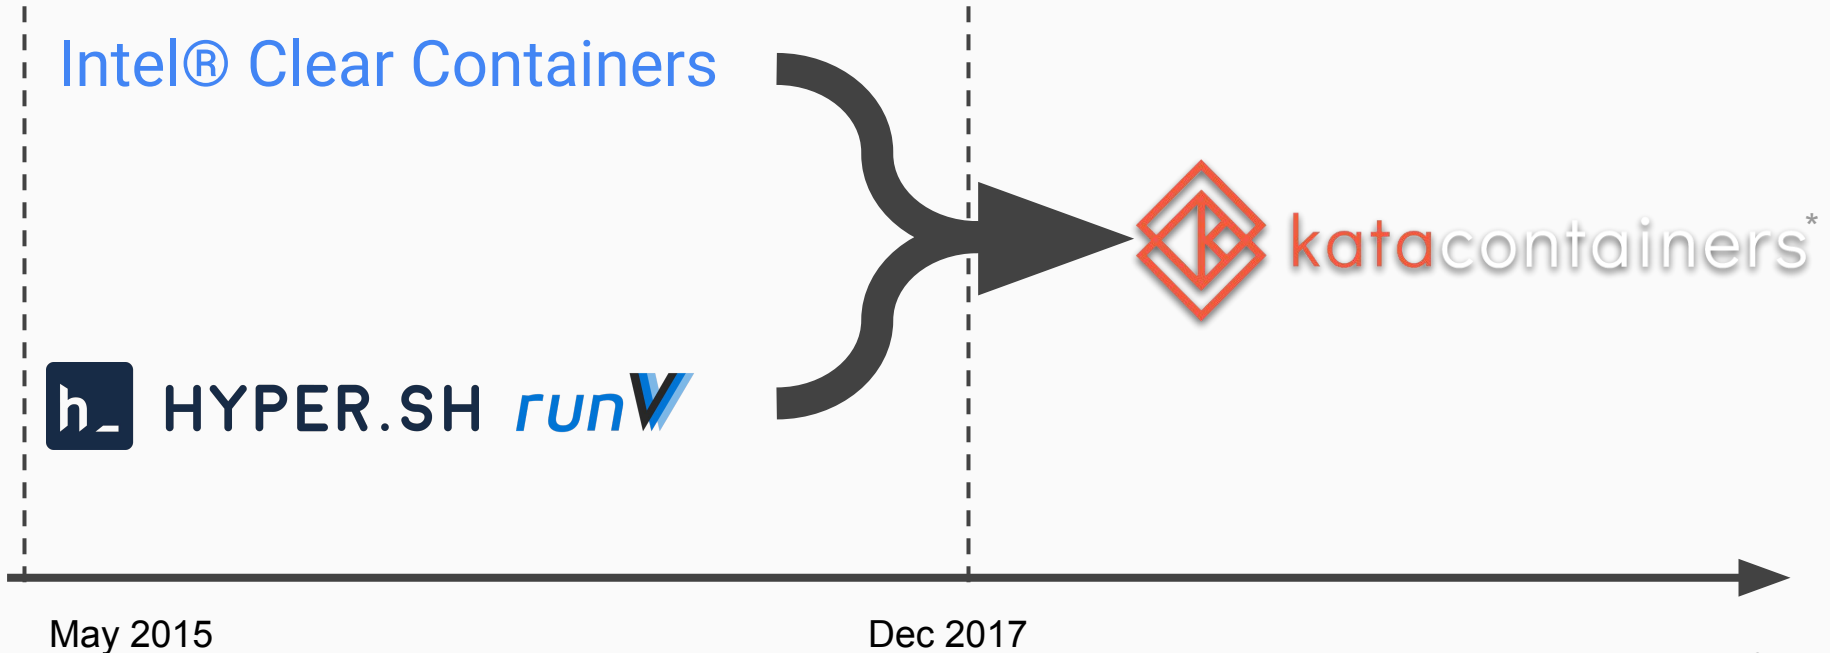 Intel® Clear Containers
katacontainers*
h_ HYPER.SH runV
May 2015
Dec 2017